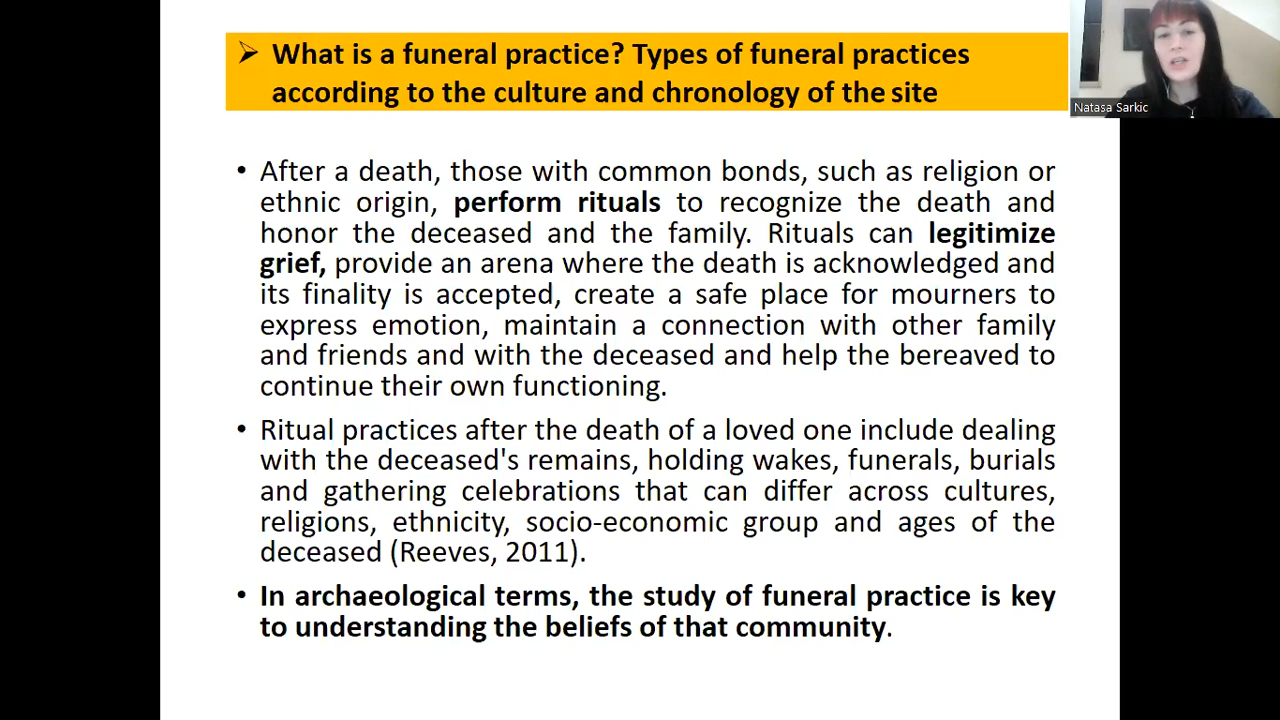 ➢ What is a funeral practice? Types of funeral practices
according to the culture and chronology of the site
Natasa Sarkic
• After a death, those with common bonds, such as religion or
ethnic origin, perform rituals to recognize the death and
honor the deceased and the family. Rituals can legitimize
grief, provide an arena where the death is acknowledged and
its finality is accepted, create a safe place for mourners to
express emotion, maintain a connection with other family
and friends and with the deceased and help the bereaved to
continue their own functioning.
• Ritual practices after the death of a loved one include dealing
with the deceased's remains, holding wakes, funerals, burials
and gathering celebrations that can differ across cultures,
religions, ethnicity, socio-economic group and ages of the
deceased (Reeves, 2011).
• In archaeological terms, the study of funeral practice is key
to understanding the beliefs of that community.